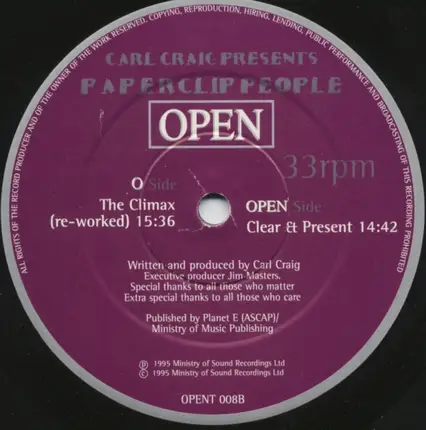 ALL RIGHTS OF THE RECORD PRODUCER AND OF THE OWNER OF THE WORK RESERVED. COPYING, REPRODUCTION, HIRING, LENDING, PUBLIC PERFORMANCE AND BROADCASTING OF THIS RECORDING PROHIBITED
CARL CRAIG PRESENTS
PAPERCLIP PEOPLE
OPEN
33rpm
O Side
The Climax
(re-worked) 15:36
OPEN Side
Clear & Present 14:42
Written and produced by Carl Craig
Executive producer Jim Masters.
Special thanks to all those who matter
Extra special thanks to all those who care
Published by Planet E (ASCAP)/
Ministry of Music Publishing
℗ 1995 Ministry of Sound Recordings Ltd
© 1995 Ministry of Sound Recordings Ltd
OPENT 008B